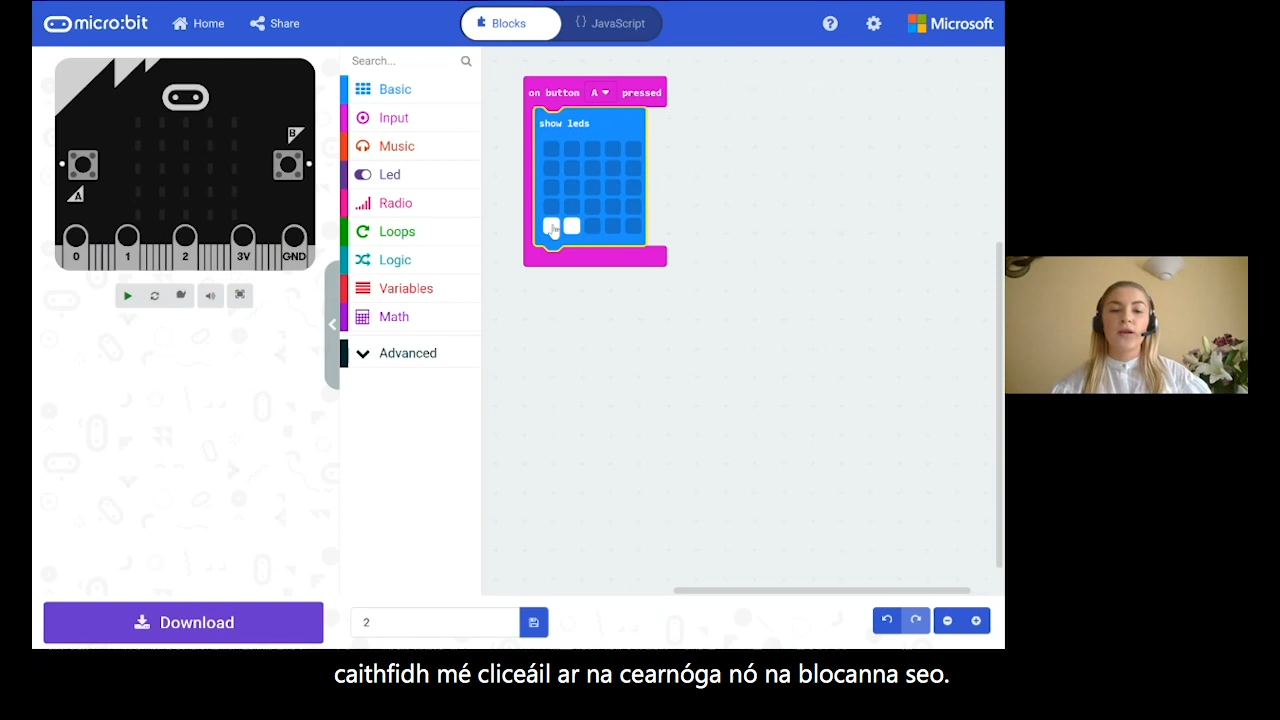 micro:bit Home Share Blocks {} JavaScript ? Microsoft
Search...
Basic
Input
Music
Led
Radio
Loops
Logic
Variables
Math
Advanced
B
A
0 1 2 3V GND
on button A pressed
show leds
Download
2
caithfidh mé cliceáil ar na cearnóga nó na blocanna seo.